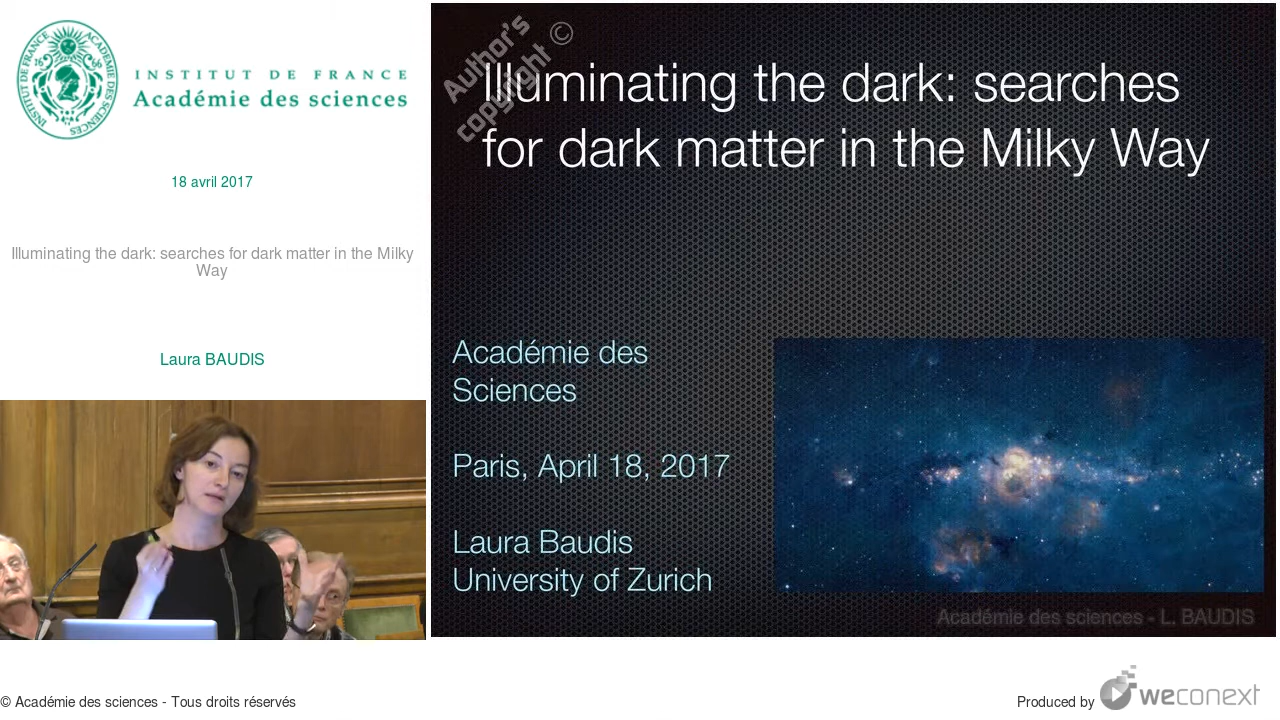 INSTITUT DE FRANCE
Académie des sciences
18 avril 2017
Illuminating the dark: searches for dark matter in the Milky
Way
Laura BAUDIS
Author's
copyright ©
Illuminating the dark: searches
for dark matter in the Milky Way
Académie des
Sciences
Paris, April 18, 2017
Laura Baudis
University of Zurich
Académie des sciences - L. BAUDIS
© Académie des sciences - Tous droits réservés
Produced by weconext